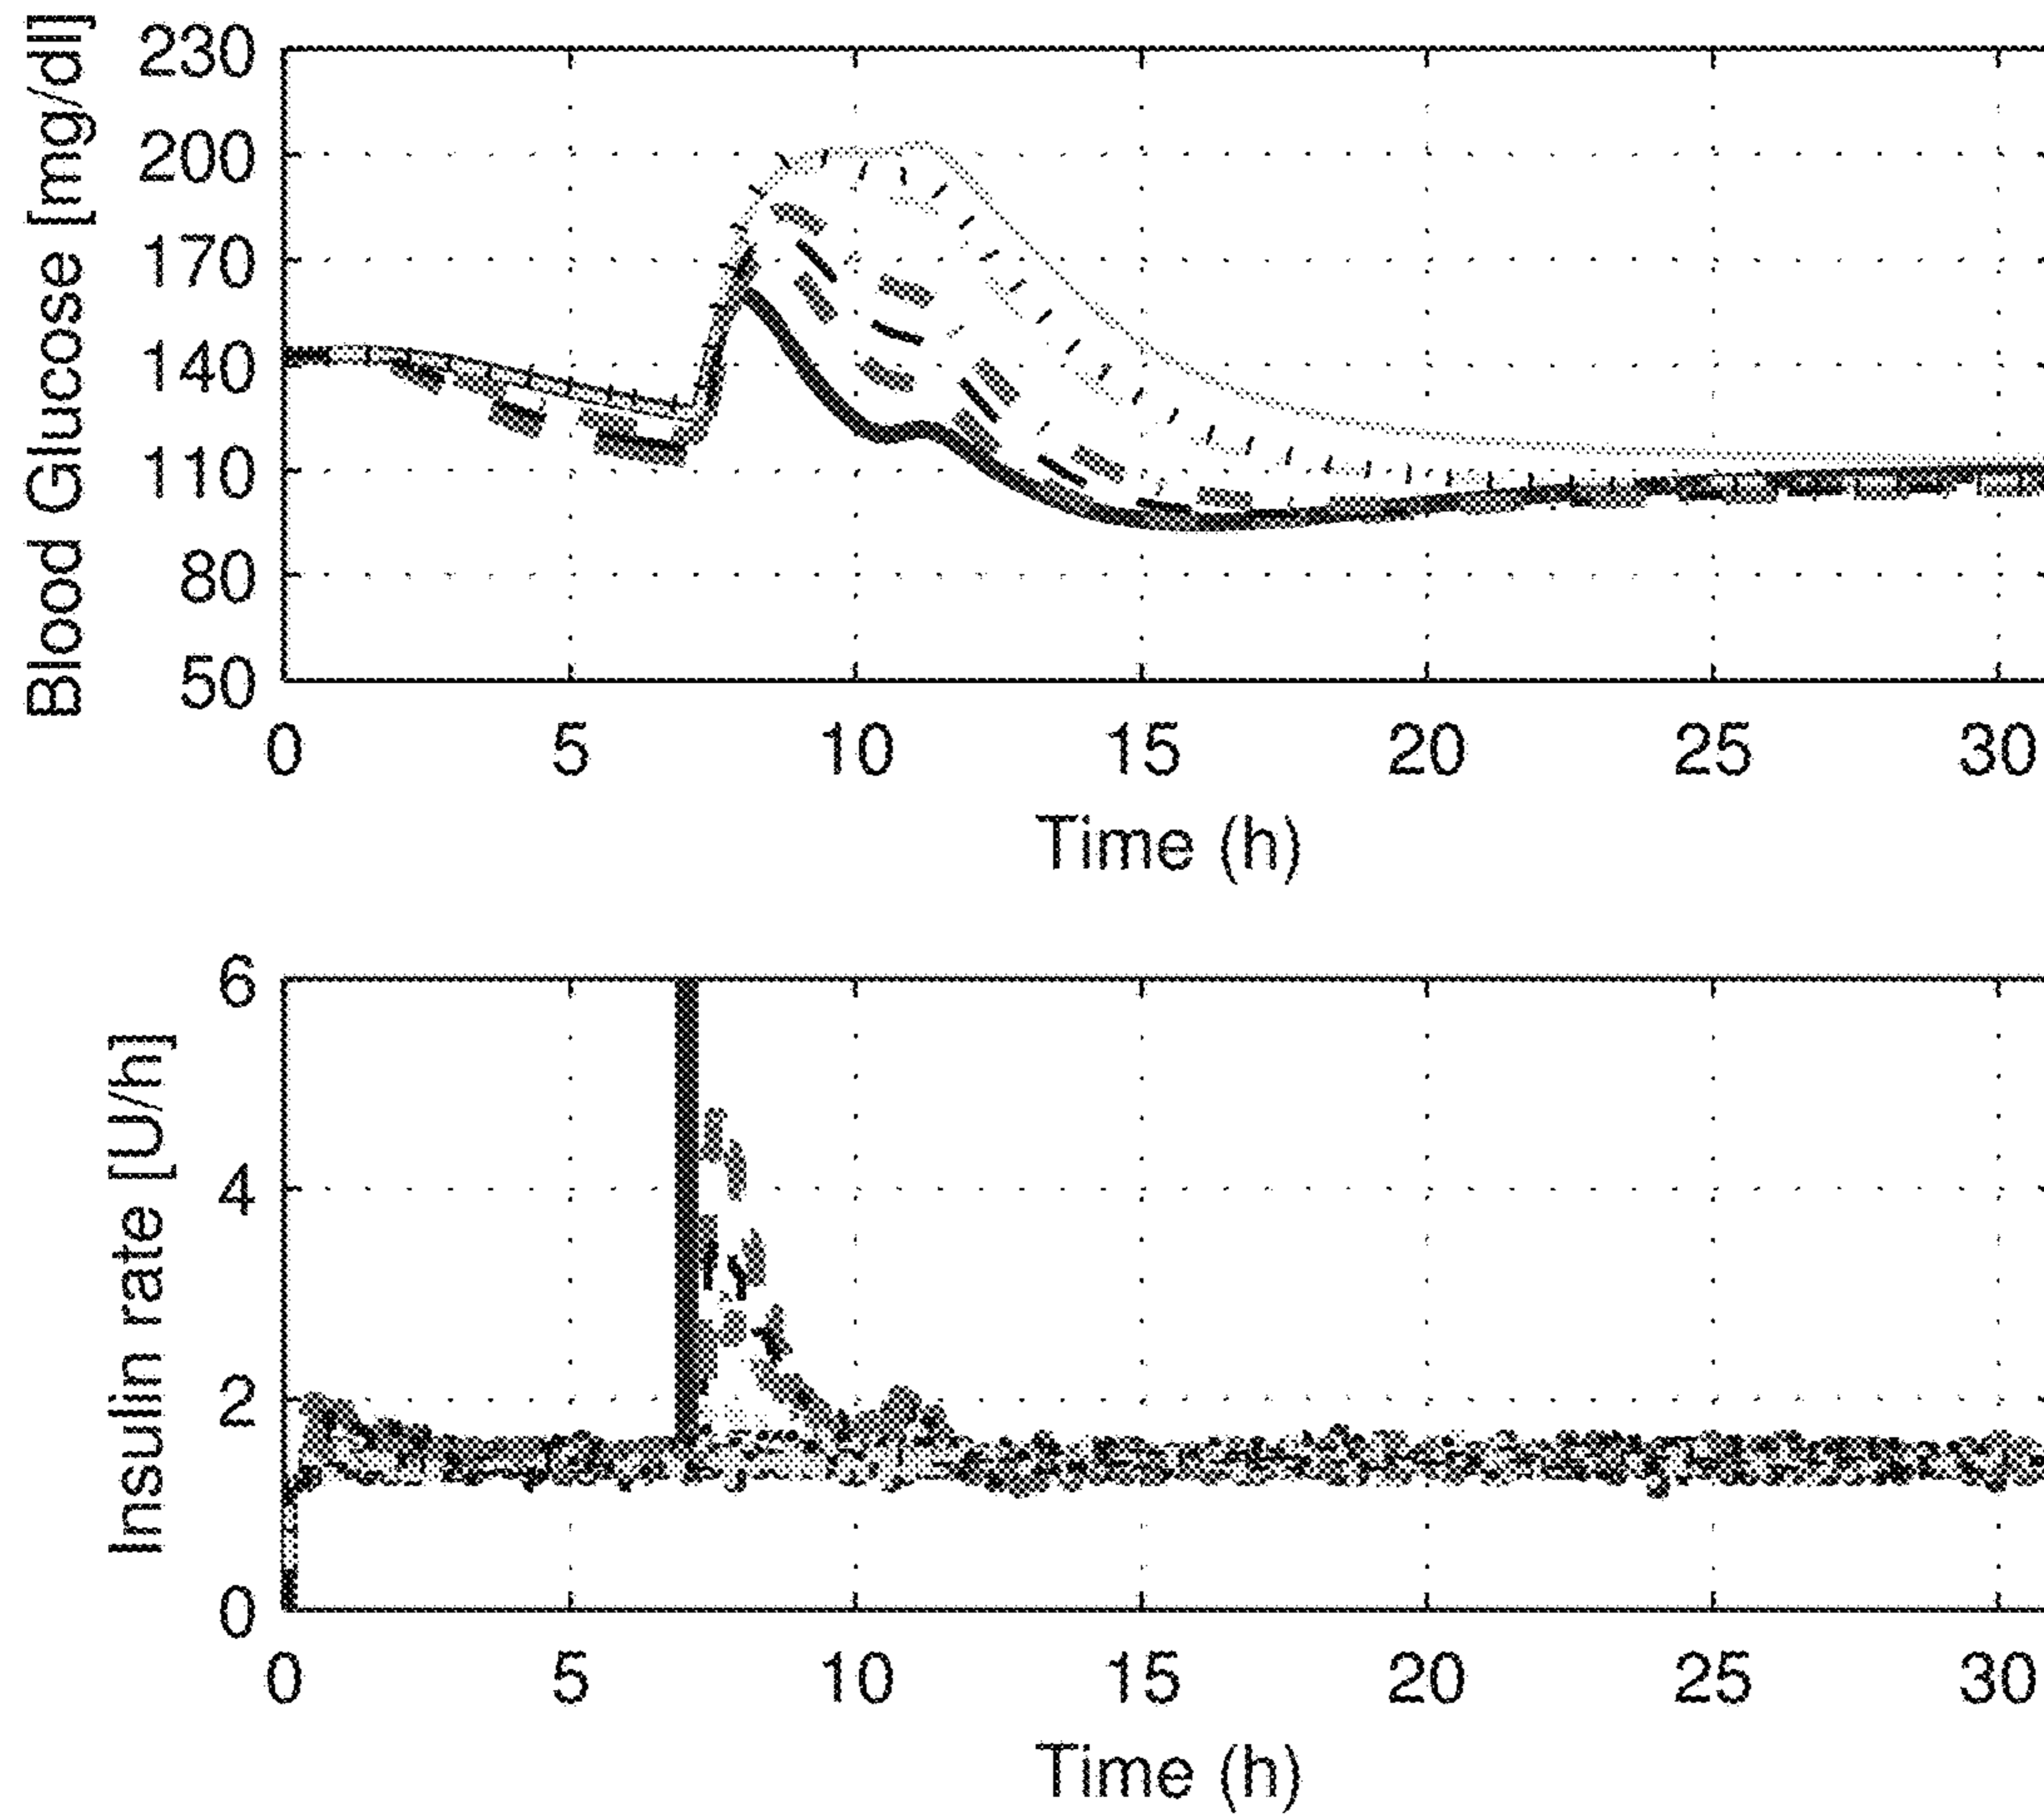 Blood Glucose [mg/dl]
230
200
170
140
110
80
50
0 5 10 15 20 25 30
Time (h)
Insulin rate [U/h]
6
4
2
0
0 5 10 15 20 25 30
Time (h)